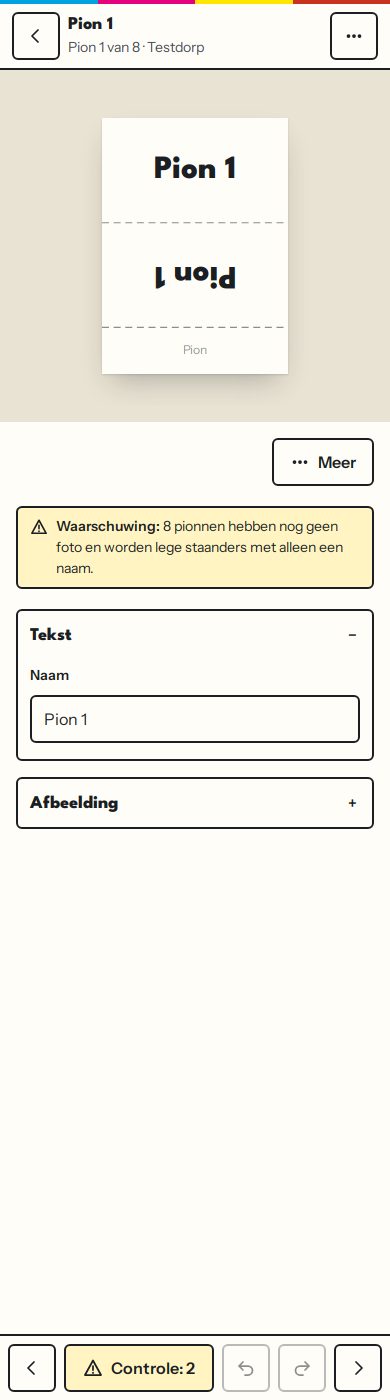 Pion 1
Pion 1 van 8 · Testdorp
Pion 1
Pion 1
Pion
Meer
Waarschuwing: 8 pionnen hebben nog geen
foto en worden lege staanders met alleen een
naam.
Tekst
Naam
Pion 1
Afbeelding
Controle: 2